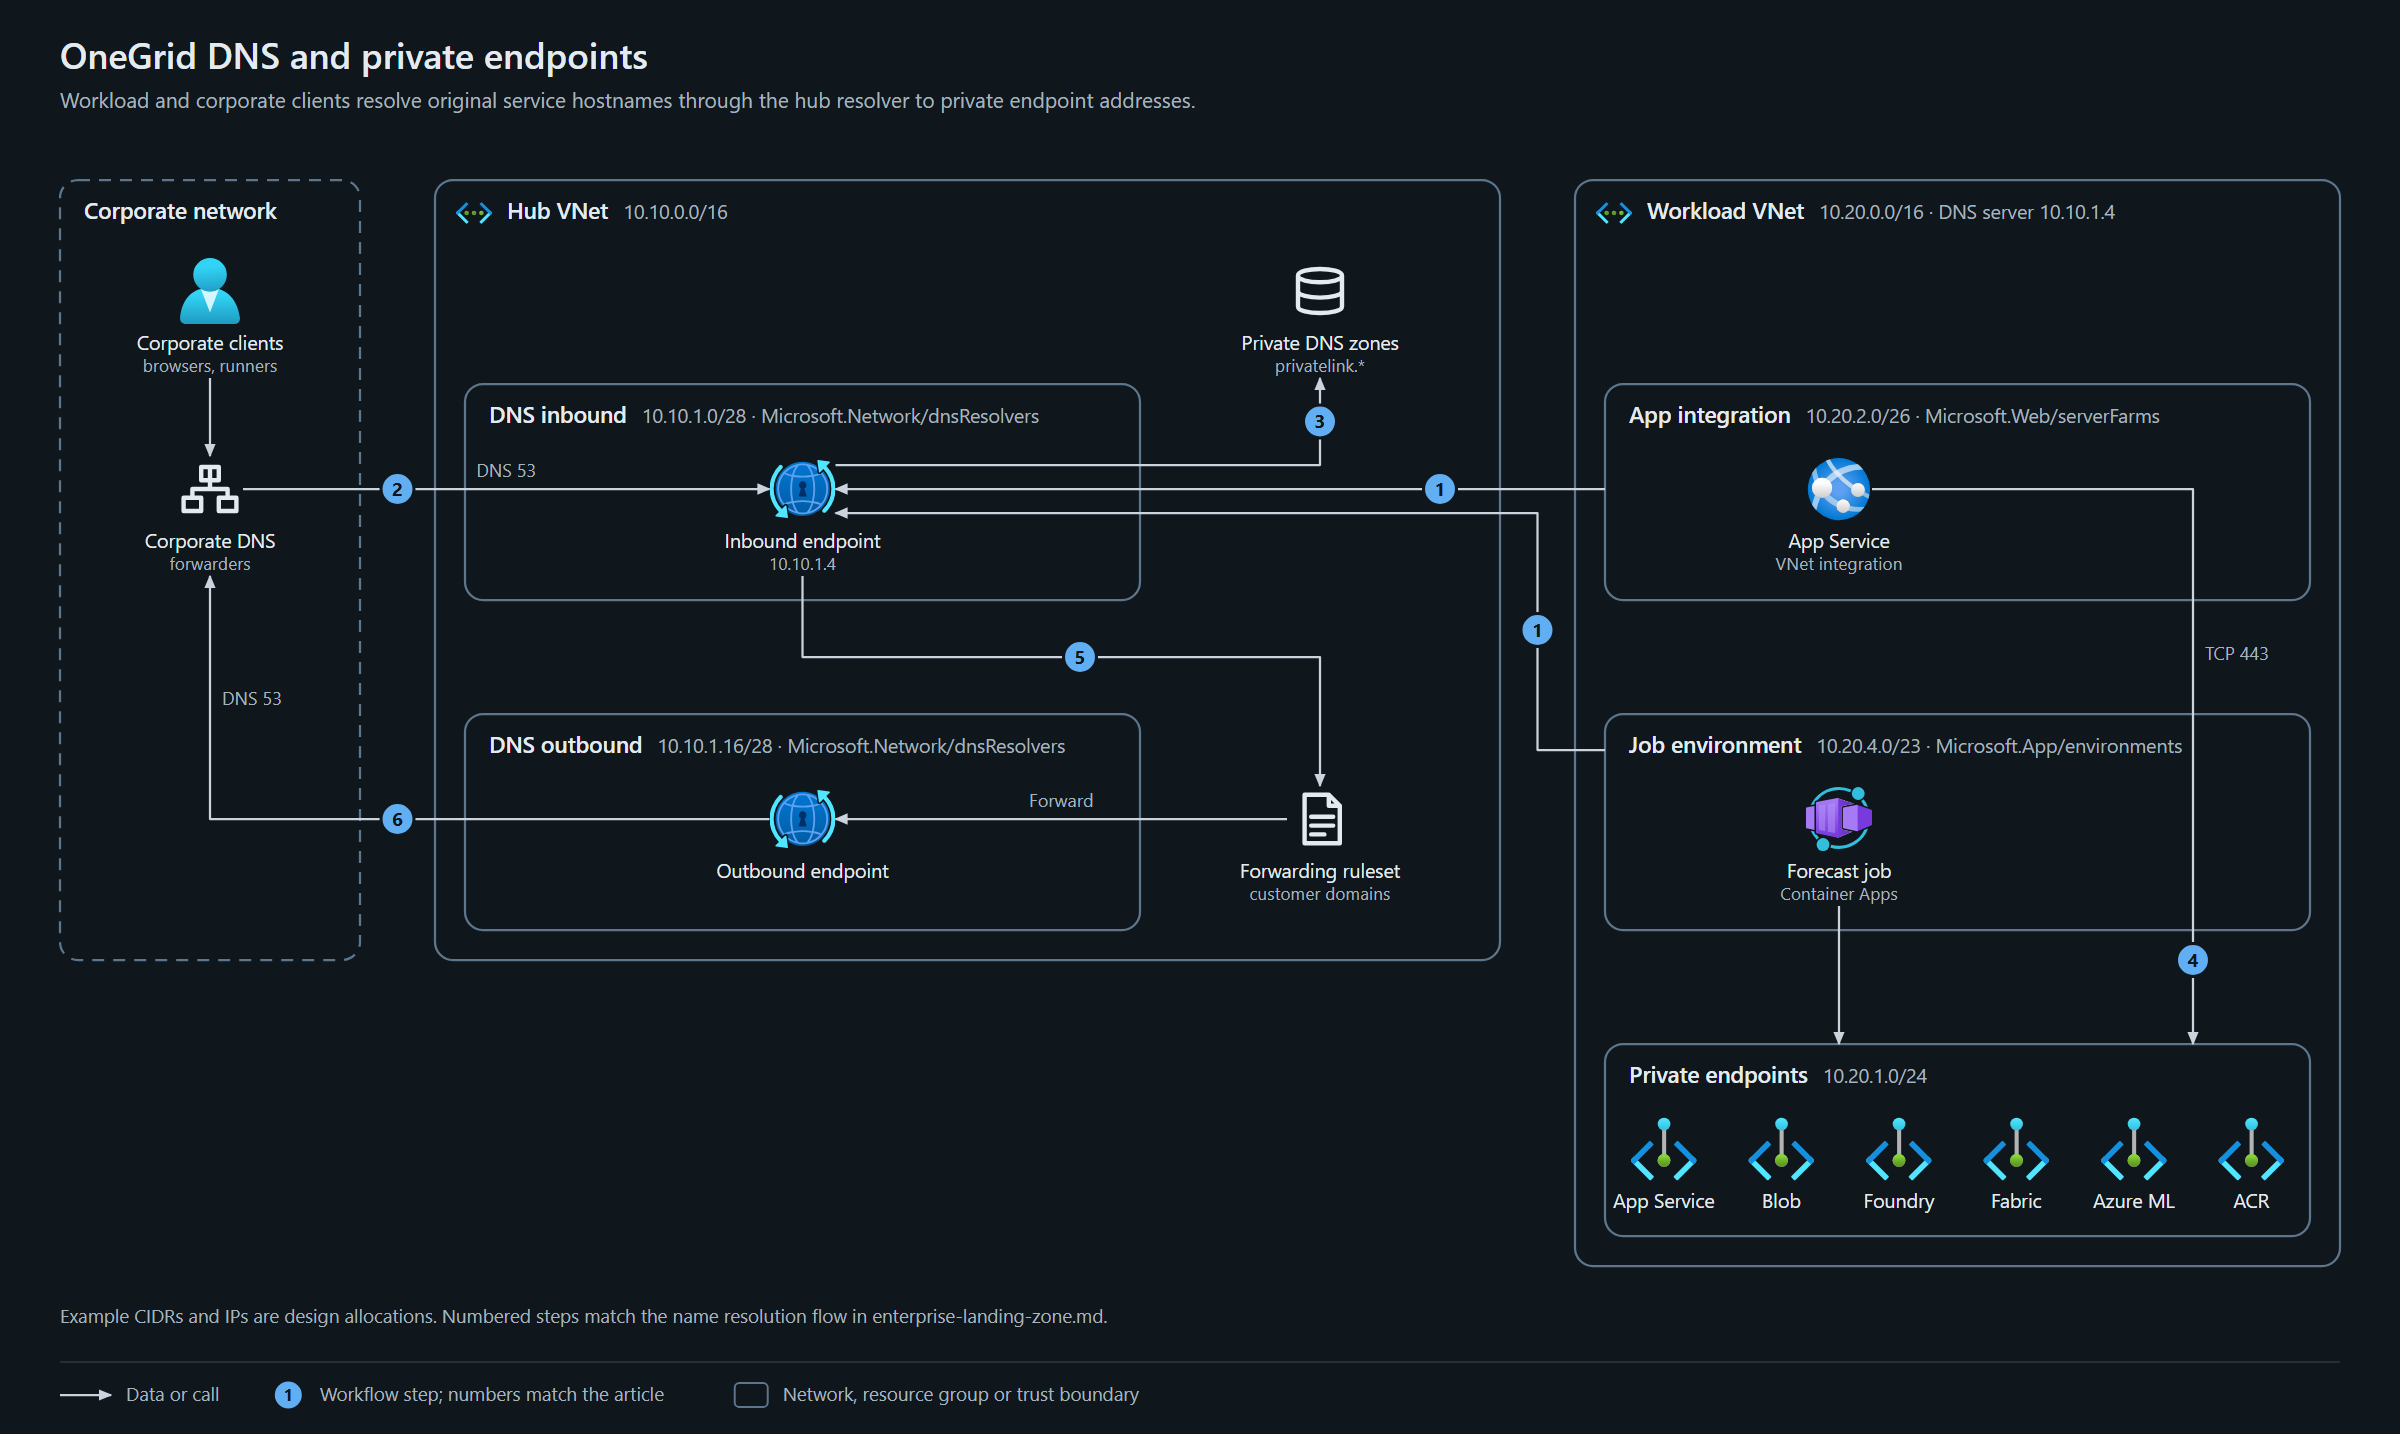 OneGrid DNS and private endpoints
Workload and corporate clients resolve original service hostnames through the hub resolver to private endpoint addresses.
Corporate network
Corporate clients
browsers, runners
Corporate DNS
forwarders
DNS 53
2
6
Hub VNet 10.10.0.0/16
Private DNS zones
privatelink.*
3
DNS inbound 10.10.1.0/28 · Microsoft.Network/dnsResolvers
DNS 53
Inbound endpoint
10.10.1.4
1
1
5
DNS outbound 10.10.1.16/28 · Microsoft.Network/dnsResolvers
Forward
Outbound endpoint
Forwarding ruleset
customer domains
Workload VNet 10.20.0.0/16 · DNS server 10.10.1.4
App integration 10.20.2.0/26 · Microsoft.Web/serverFarms
App Service
VNet integration
TCP 443
Job environment 10.20.4.0/23 · Microsoft.App/environments
Forecast job
Container Apps
4
Private endpoints 10.20.1.0/24
App Service
Blob
Foundry
Fabric
Azure ML
ACR
Example CIDRs and IPs are design allocations. Numbered steps match the name resolution flow in enterprise-landing-zone.md.
Data or call
1 Workflow step; numbers match the article
Network, resource group or trust boundary